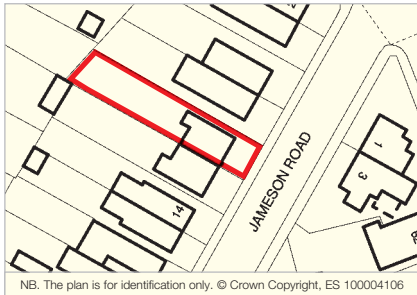 JAMESON ROAD
1
3
14
NB. The plan is for identification only. © Crown Copyright, ES 100004106